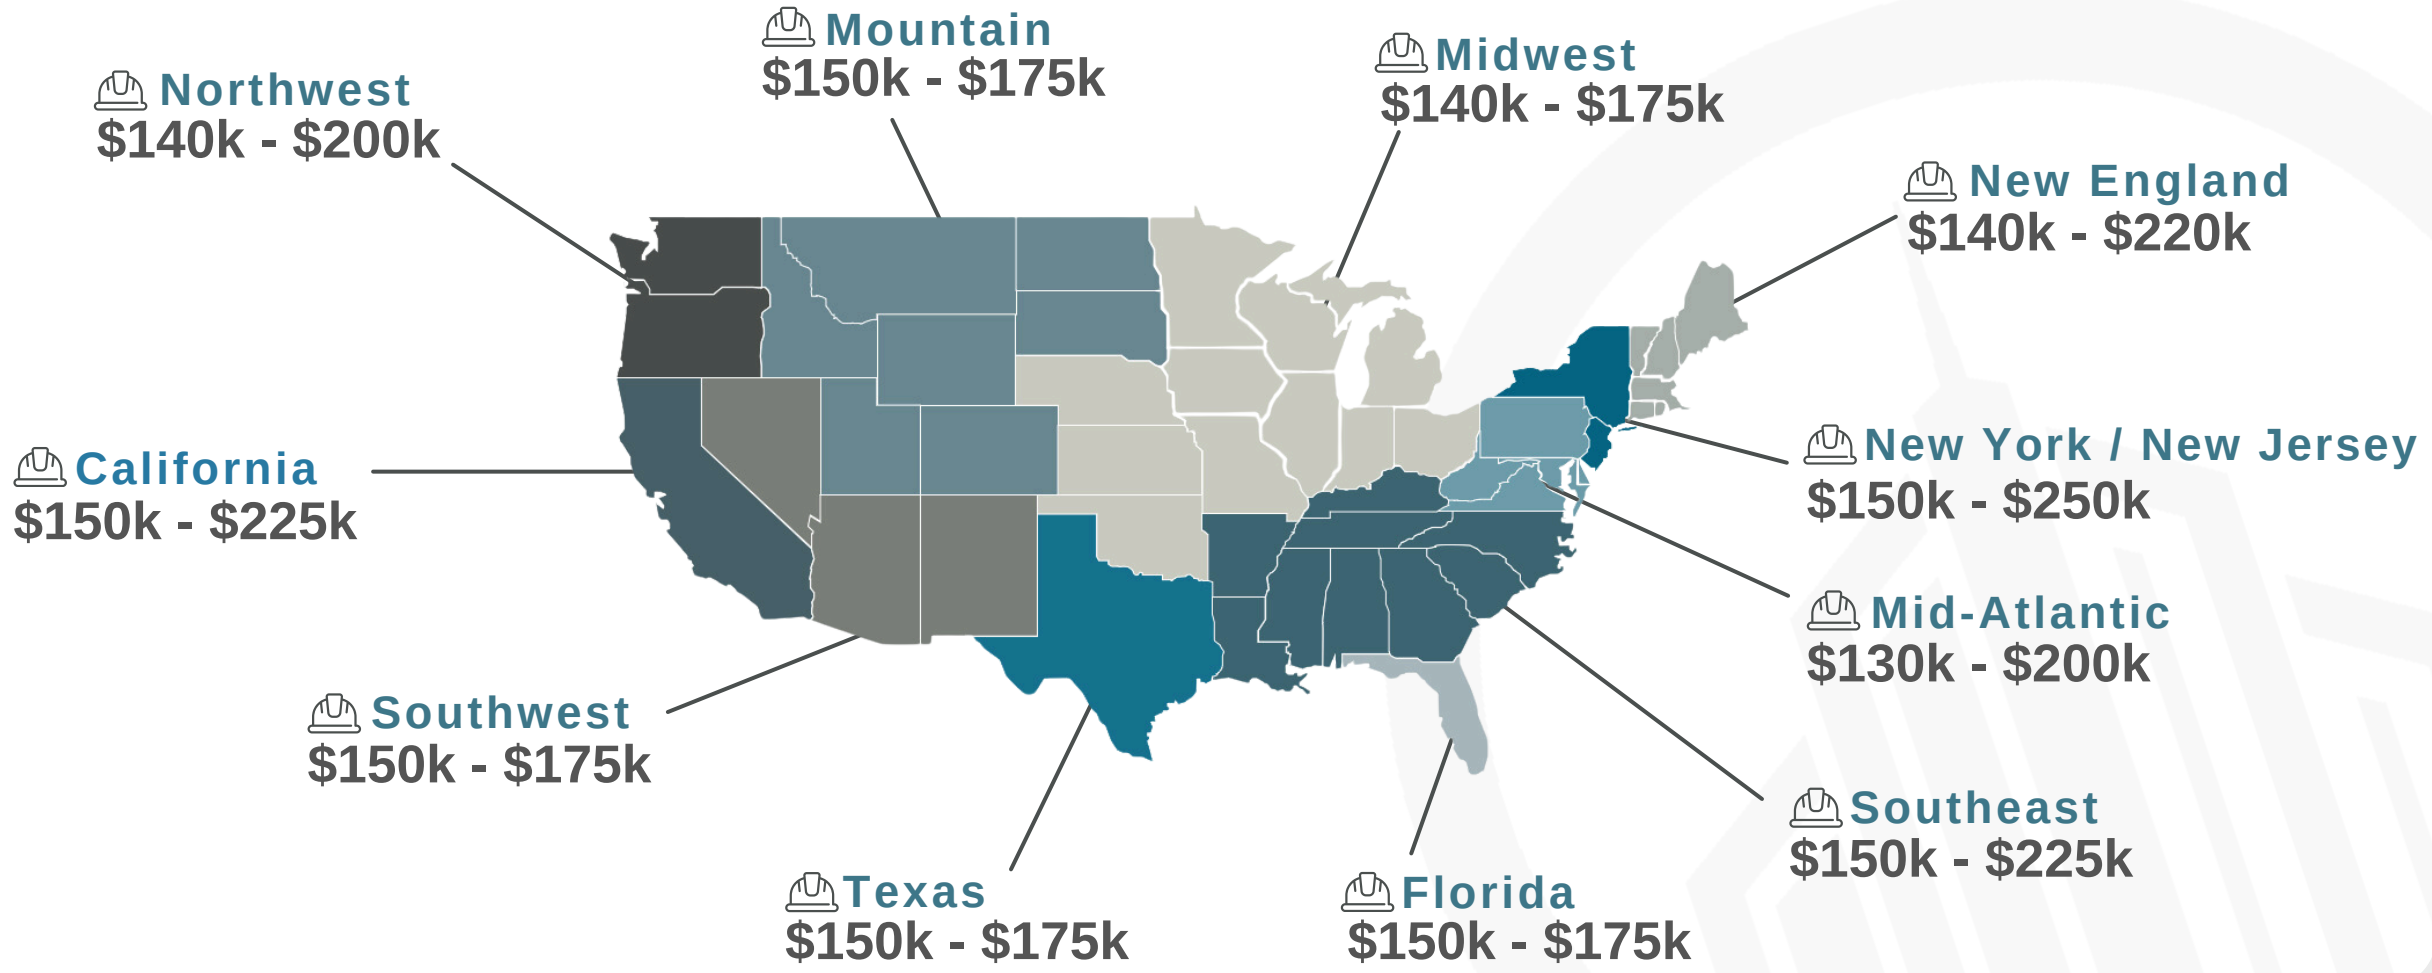 Mountain
$150k - $175k
Midwest
$140k - $175k
Northwest
$140k - $200k
New England
$140k - $220k
California
$150k - $225k
New York / New Jersey
$150k - $250k
Mid-Atlantic
$130k - $200k
Southwest
$150k - $175k
Southeast
$150k - $225k
Texas
$150k - $175k
Florida
$150k - $175k